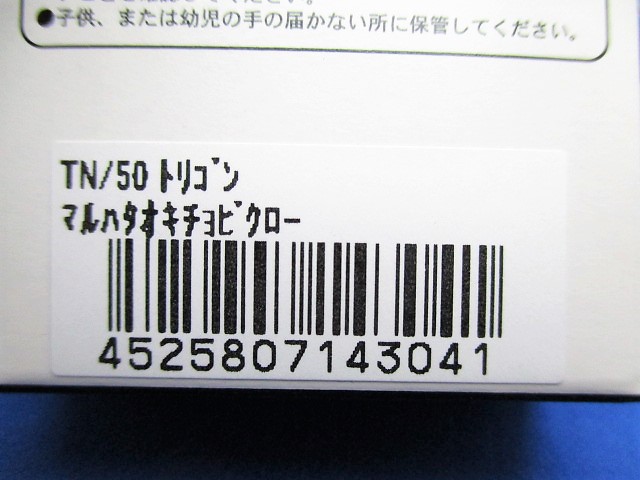 ●子供、または幼児の手の届かない所に保管してください。
TN/50 ﾄﾘｺﾞﾝ
ﾏﾙﾊﾀｵｷﾁｮﾋﾞｸﾛｰ
4525807143041